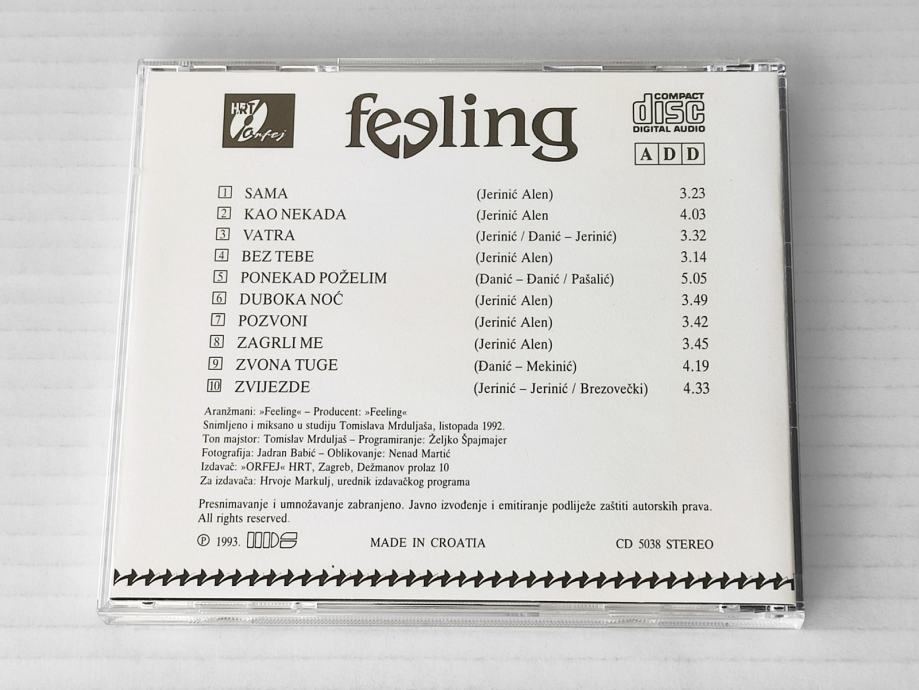 HRT
Orfej
feeling
COMPACT
disc
DIGITAL AUDIO
A D D
1 SAMA (Jerinić Alen) 3.23
2 KAO NEKADA (Jerinić Alen 4.03
3 VATRA (Jerinić / Đanić – Jerinić) 3.32
4 BEZ TEBE (Jerinić Alen) 3.14
5 PONEKAD POŽELIM (Đanić – Đanić / Pašalić) 5.05
6 DUBOKA NOĆ (Jerinić Alen) 3.49
7 POZVONI (Jerinić Alen) 3.42
8 ZAGRLI ME (Jerinić Alen) 3.45
9 ZVONA TUGE (Đanić – Mekinić) 4.19
10 ZVIJEZDE (Jerinić – Jerinić / Brezovečki) 4.33
Aranžmani: »Feeling« – Producent: »Feeling«
Snimljeno i miksano u studiju Tomislava Mrduljaša, listopada 1992.
Ton majstor: Tomislav Mrduljaš – Programiranje: Željko Špajmajer
Fotografija: Jadran Babić – Oblikovanje: Nenad Martić
Izdavač: »ORFEJ« HRT, Zagreb, Dežmanov prolaz 10
Za izdavača: Hrvoje Markulj, urednik izdavačkog programa
Presnimavanje i umnožavanje zabranjeno. Javno izvođenje i emitiranje podliježe zaštiti autorskih prava.
All rights reserved.
℗ 1993. MADE IN CROATIA CD 5038 STEREO